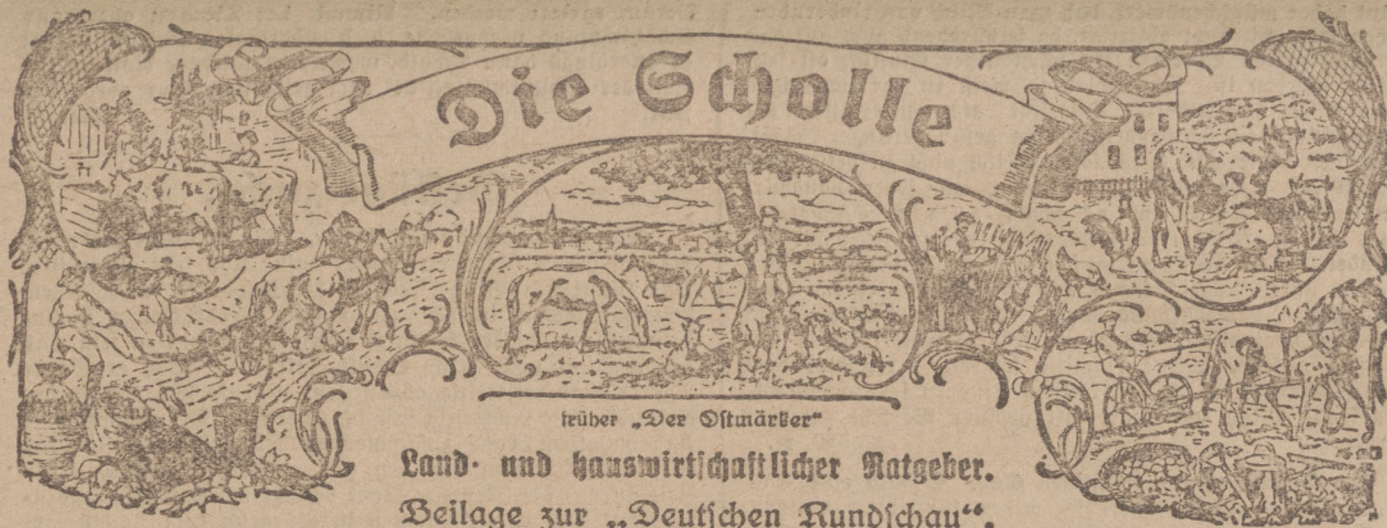 Die Scholle
früher „Der Ostmärker“
Land- und hauswirtschaftlicher Ratgeber.
Beilage zur „Deutschen Rundschau“.